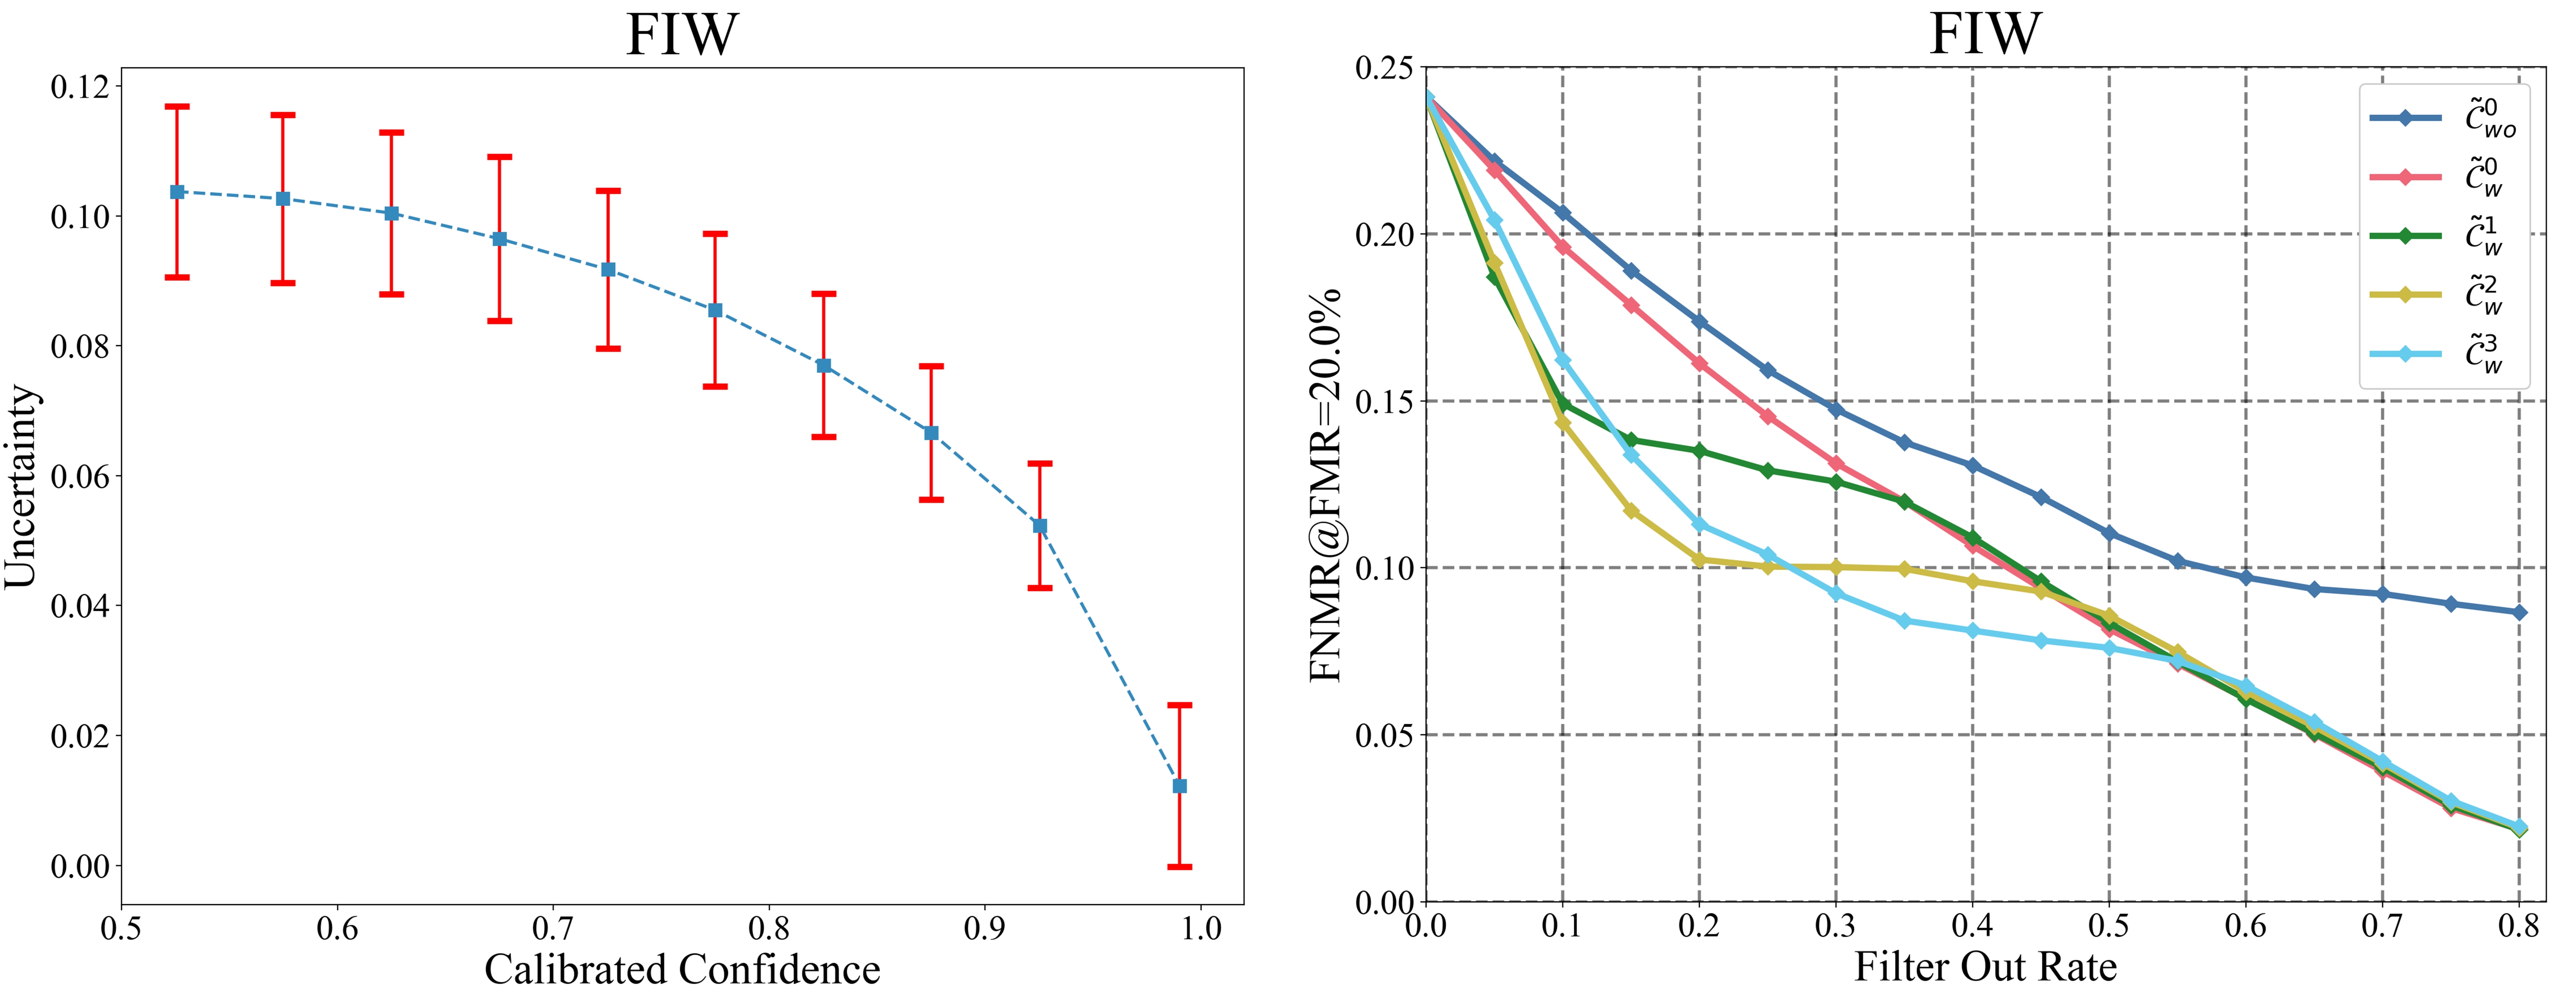 FIW
Uncertainty
0.12
0.10
0.08
0.06
0.04
0.02
0.00
0.5 0.6 0.7 0.8 0.9 1.0
Calibrated Confidence
FIW
FNMR@FMR=20.0%
0.25
0.20
0.15
0.10
0.05
0.00
0.0 0.1 0.2 0.3 0.4 0.5 0.6 0.7 0.8
Filter Out Rate
C̃⁰wo
C̃⁰w
C̃¹w
C̃²w
C̃³w